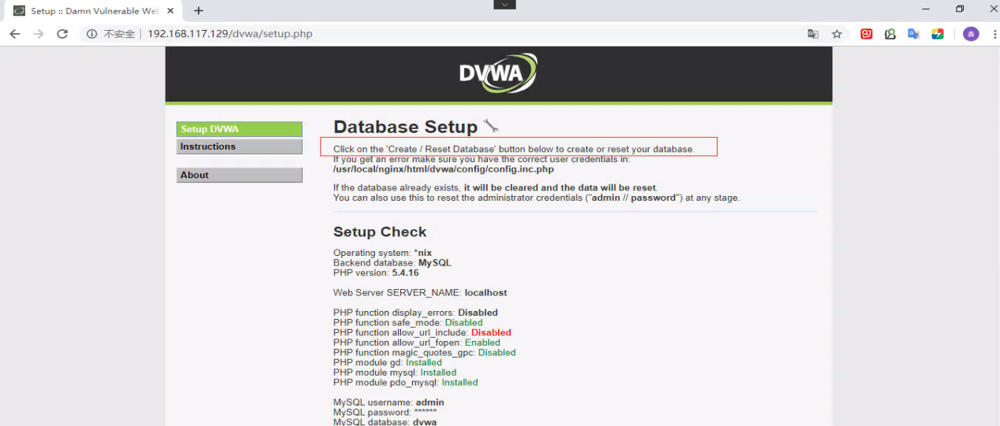 Setup :: Damn Vulnerable Web
不安全 192.168.117.129/dvwa/setup.php
DVWA
Setup DVWA
Instructions
About
Database Setup
Click on the 'Create / Reset Database' button below to create or reset your database.
If you get an error make sure you have the correct user credentials in:
/usr/local/nginx/html/dvwa/config/config.inc.php
If the database already exists, it will be cleared and the data will be reset.
You can also use this to reset the administrator credentials ("admin // password") at any stage.
Setup Check
Operating system: *nix
Backend database: MySQL
PHP version: 5.4.16
Web Server SERVER_NAME: localhost
PHP function display_errors: Disabled
PHP function safe_mode: Disabled
PHP function allow_url_include: Disabled
PHP function allow_url_fopen: Enabled
PHP function magic_quotes_gpc: Disabled
PHP module gd: Installed
PHP module mysql: Installed
PHP module pdo_mysql: Installed
MySQL username: admin
MySQL password: ******
MySQL database: dvwa